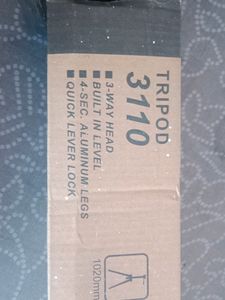 TRIPOD
3110
■ 3-WAY HEAD
■ BUILT IN LEVEL
■ 4-SEC. ALUMINUM LEGS
■ QUICK LEVER LOCK
1020mm